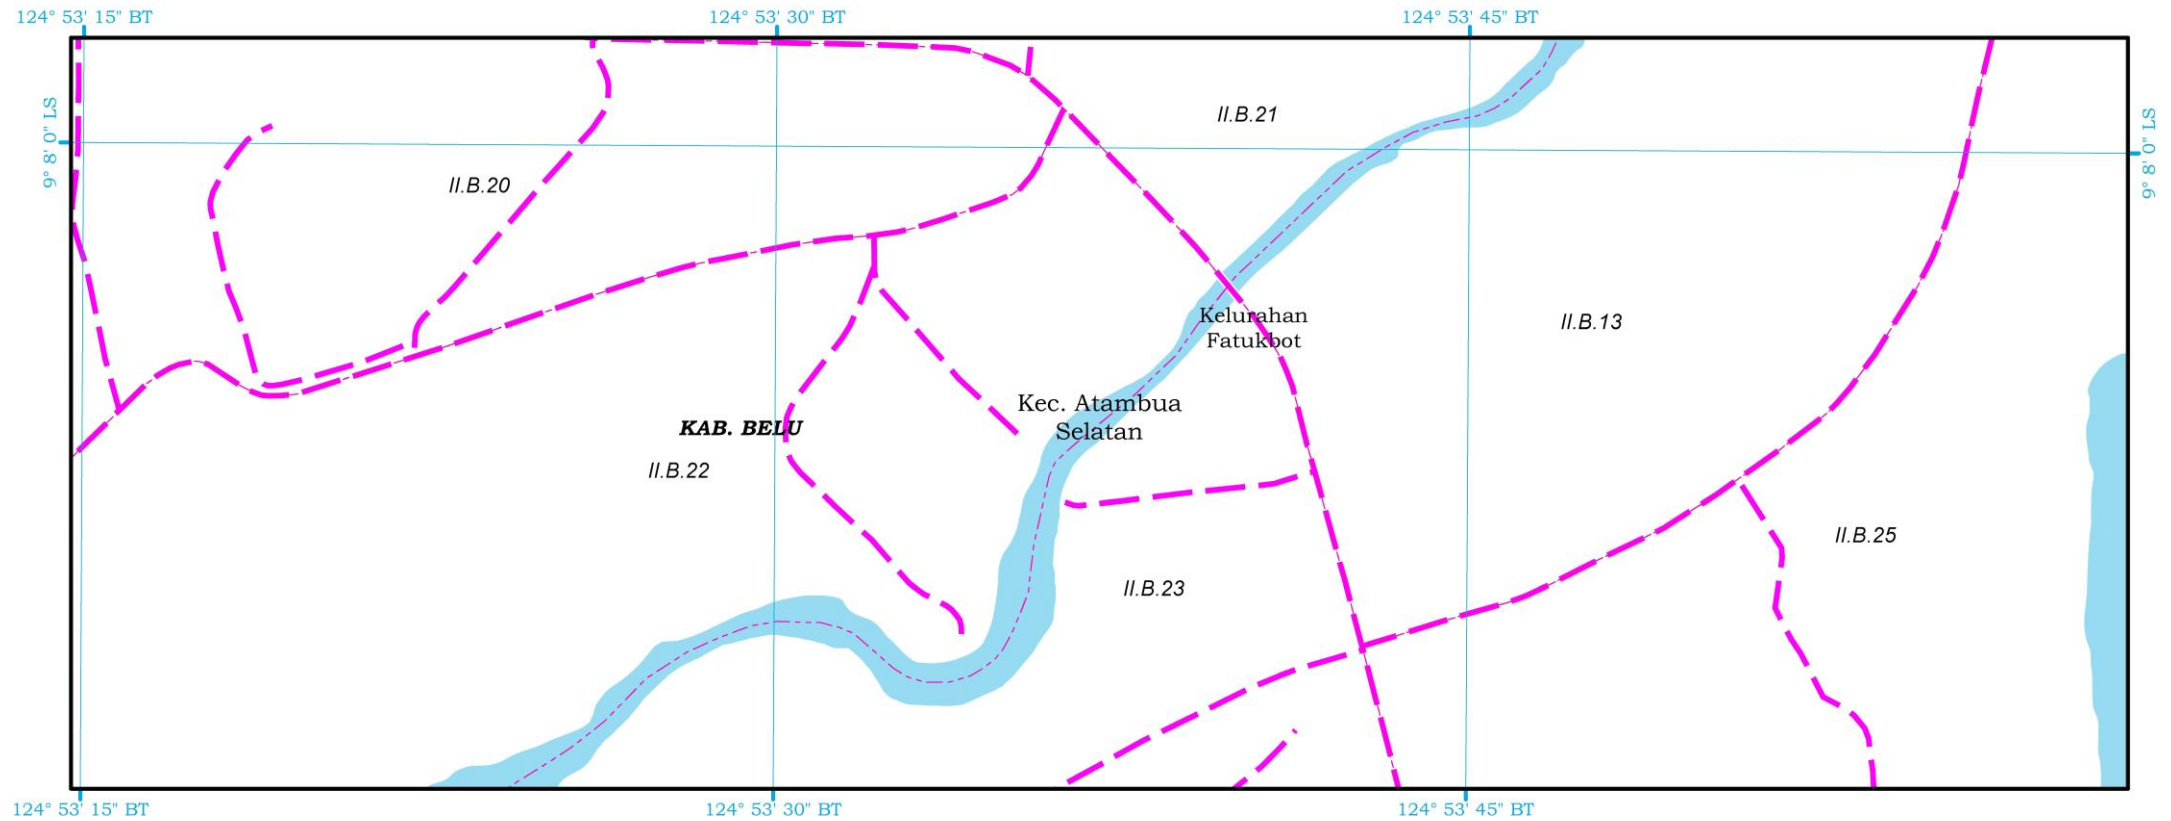 124° 53' 15" BT
124° 53' 30" BT
124° 53' 45" BT
9° 8' 0" LS
9° 8' 0" LS
II.B.21
II.B.20
Kelurahan
Fatukbot
II.B.13
Kec. Atambua
Selatan
KAB. BELU
II.B.22
II.B.25
II.B.23
124° 53' 15" BT
124° 53' 30" BT
124° 53' 45" BT